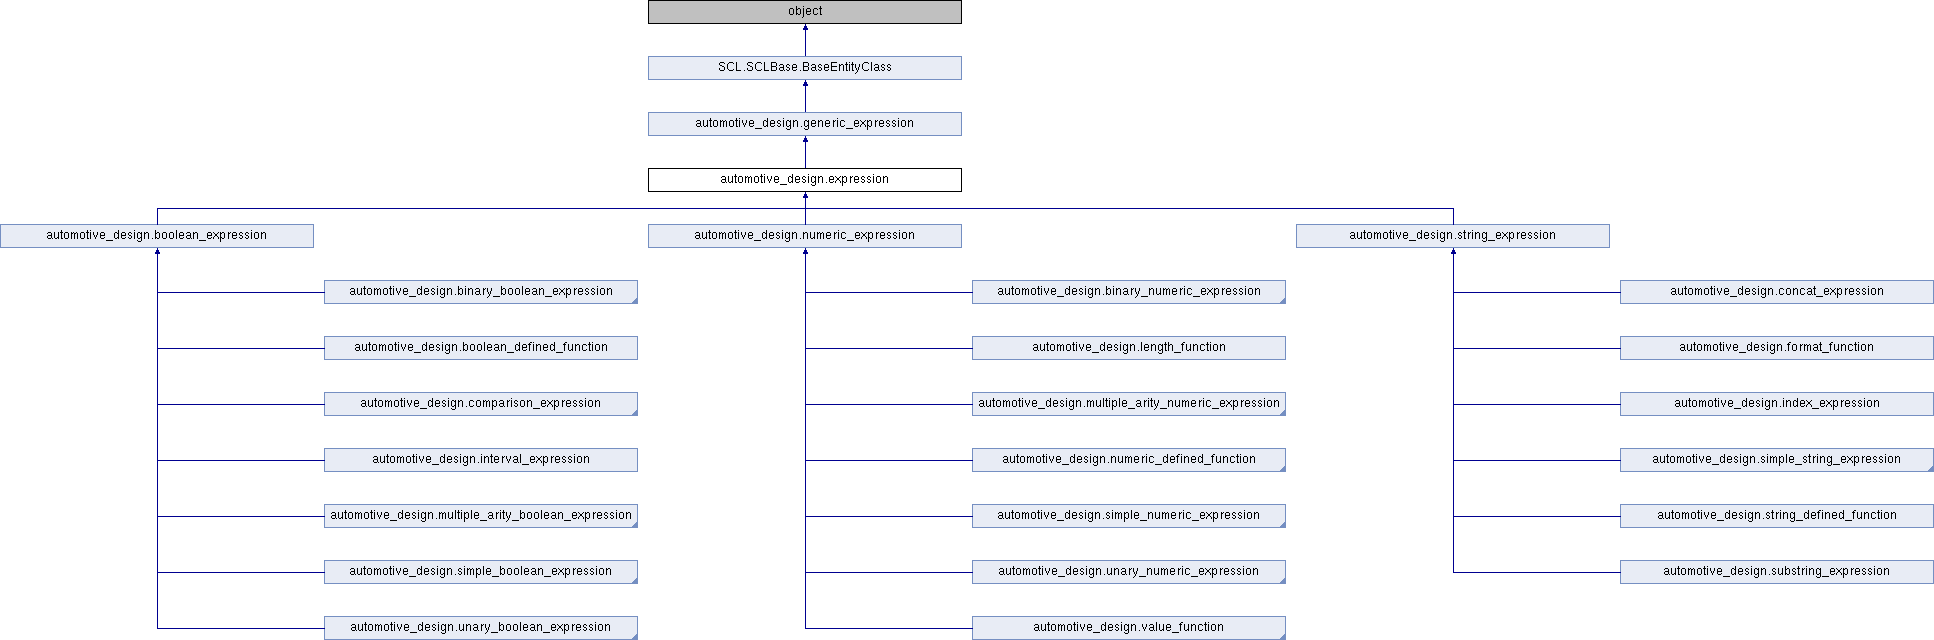 object
SCL.SCLBase.BaseEntityClass
automotive_design.generic_expression
automotive_design.expression
automotive_design.boolean_expression
automotive_design.numeric_expression
automotive_design.string_expression
automotive_design.binary_boolean_expression
automotive_design.binary_numeric_expression
automotive_design.concat_expression
automotive_design.boolean_defined_function
automotive_design.length_function
automotive_design.format_function
automotive_design.comparison_expression
automotive_design.multiple_arity_numeric_expression
automotive_design.index_expression
automotive_design.interval_expression
automotive_design.numeric_defined_function
automotive_design.simple_string_expression
automotive_design.multiple_arity_boolean_expression
automotive_design.simple_numeric_expression
automotive_design.string_defined_function
automotive_design.simple_boolean_expression
automotive_design.unary_numeric_expression
automotive_design.substring_expression
automotive_design.unary_boolean_expression
automotive_design.value_function